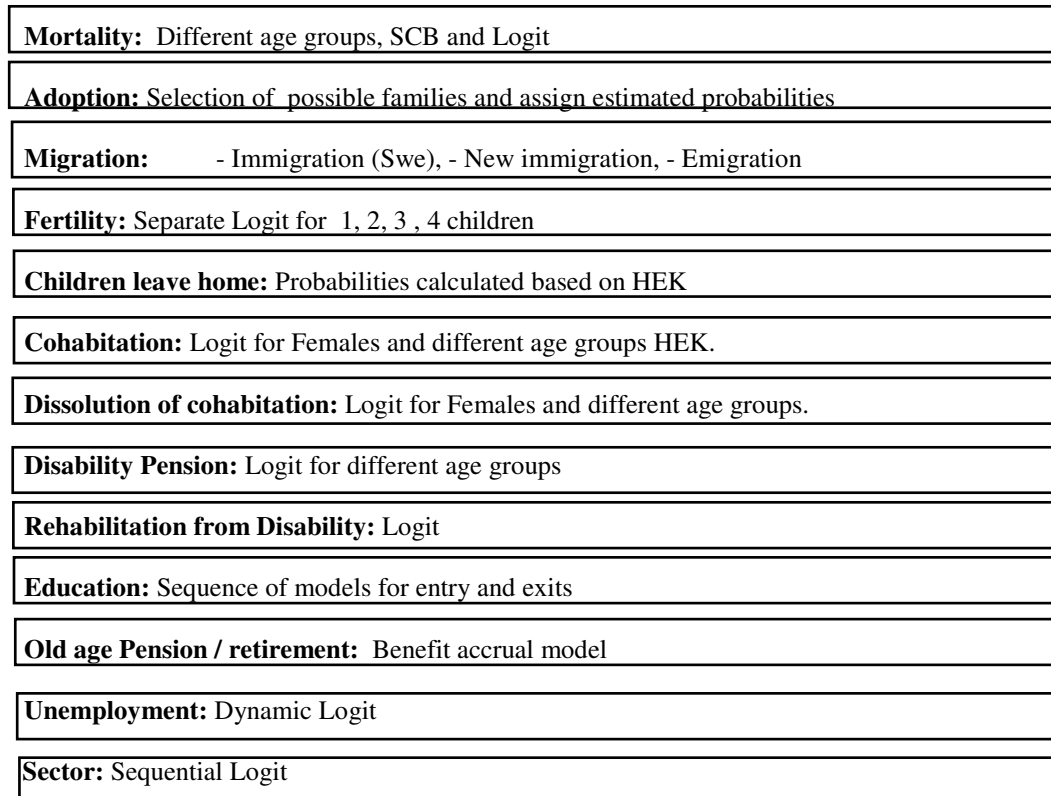 Mortality: Different age groups, SCB and Logit
Adoption: Selection of possible families and assign estimated probabilities
Migration: - Immigration (Swe), - New immigration, - Emigration
Fertility: Separate Logit for 1, 2, 3 , 4 children
Children leave home: Probabilities calculated based on HEK
Cohabitation: Logit for Females and different age groups HEK.
Dissolution of cohabitation: Logit for Females and different age groups.
Disability Pension: Logit for different age groups
Rehabilitation from Disability: Logit
Education: Sequence of models for entry and exits
Old age Pension / retirement: Benefit accrual model
Unemployment: Dynamic Logit
Sector: Sequential Logit